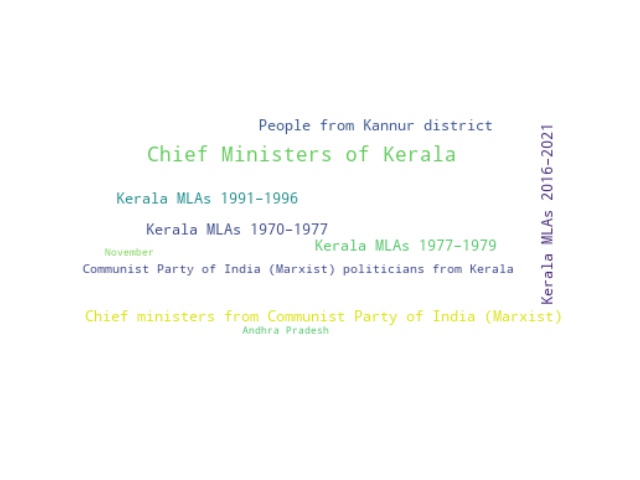 People from Kannur district
Chief Ministers of Kerala
Kerala MLAs 2016-2021
Kerala MLAs 1991-1996
Kerala MLAs 1970-1977
Kerala MLAs 1977-1979
November
Communist Party of India (Marxist) politicians from Kerala
Chief ministers from Communist Party of India (Marxist)
Andhra Pradesh